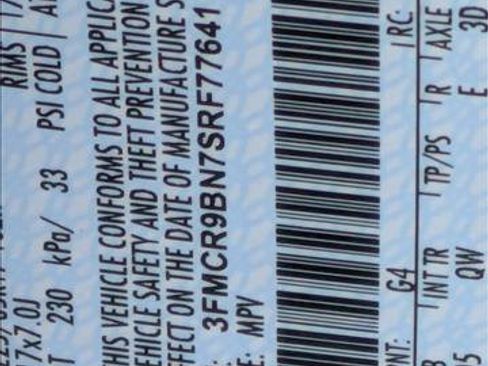 RIMS
17x7.0J
230 kPa/ 33 PSI COLD
THIS VEHICLE CONFORMS TO ALL
VEHICLE SAFETY AND THEFT PREVENTION
EFFECT ON THE DATE OF MANUFACTURE
3FMCR9BN7SRF77641
MPV
G4 RC:
INT TR TP/PS R AXLE
QW E 3D